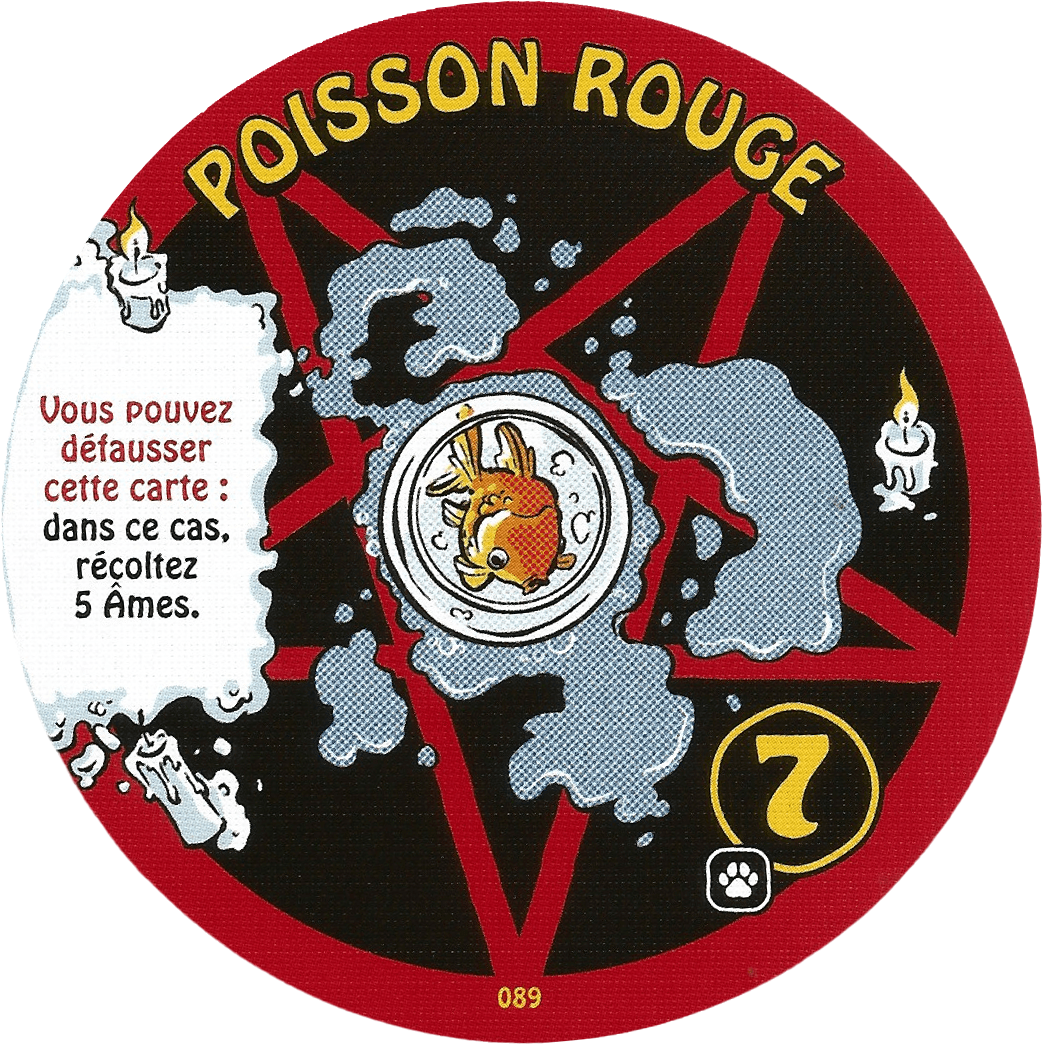 POISSON ROUGE
Vous pouvez
défausser
cette carte :
dans ce cas,
récoltez
5 Âmes.
7
089